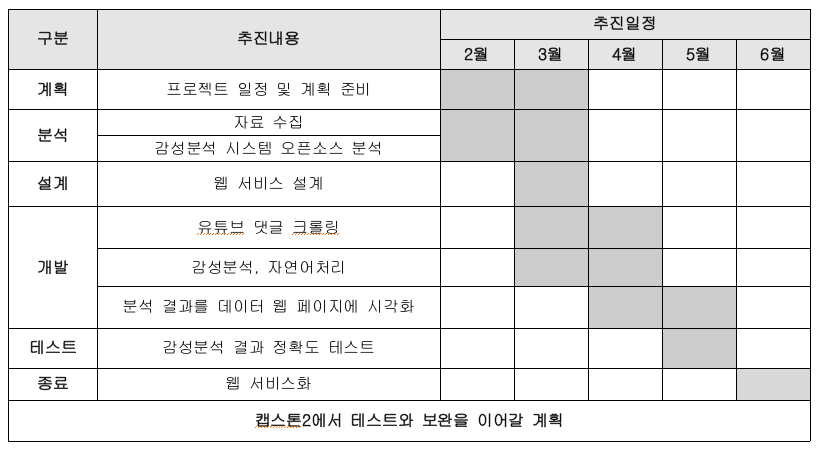 구분 추진내용 추진일정
2월 3월 4월 5월 6월
계획 프로젝트 일정 및 계획 준비
분석 자료 수집
감성분석 시스템 오픈소스 분석
설계 웹 서비스 설계
개발 유튜브 댓글 크롤링
감성분석, 자연어처리
분석 결과를 데이터 웹 페이지에 시각화
테스트 감성분석 결과 정확도 테스트
종료 웹 서비스화
캡스톤2에서 테스트와 보완을 이어갈 계획